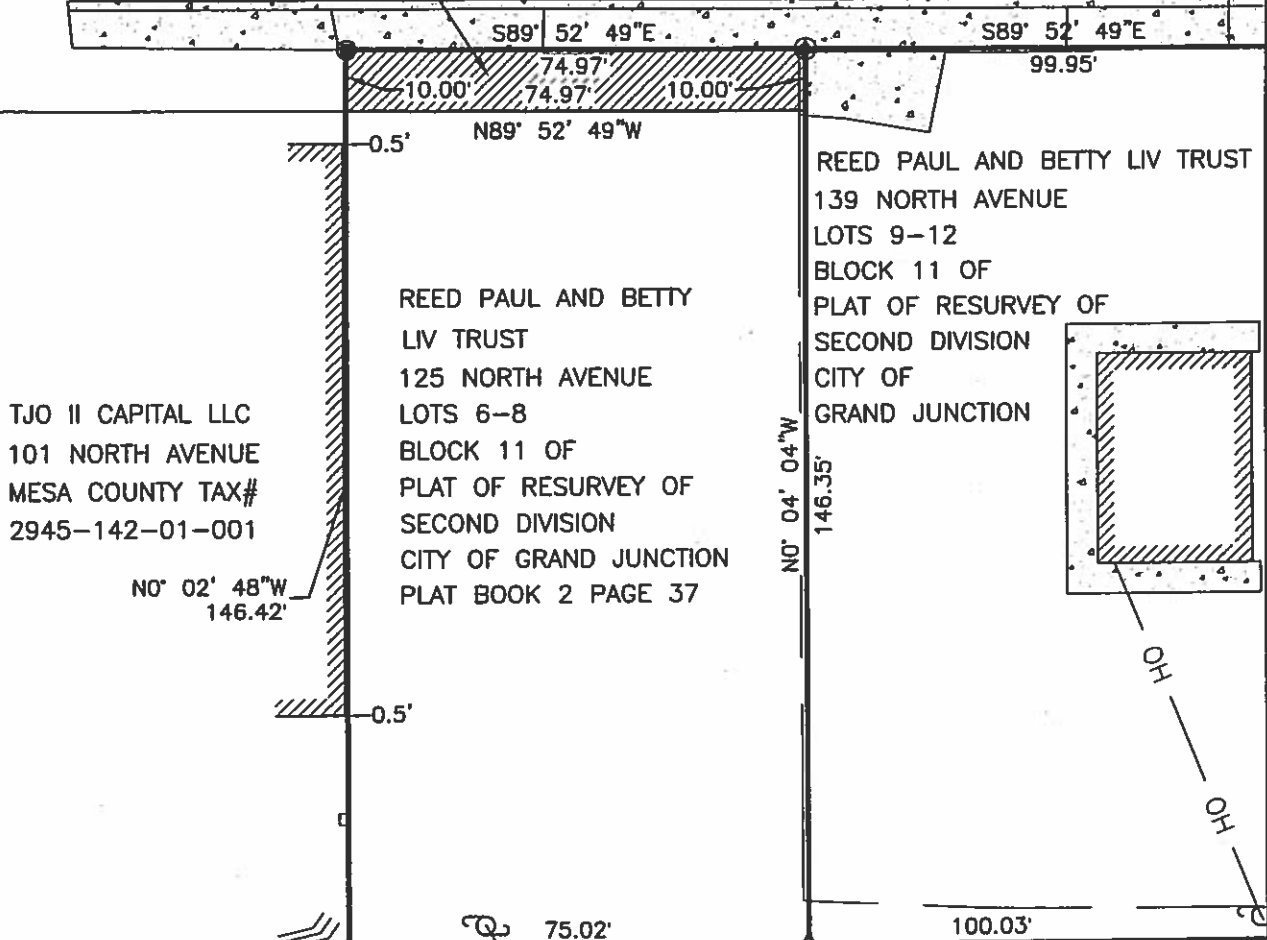 S89° 52' 49"E
S89° 52' 49"E
74.97'
99.95'
10.00'
74.97'
10.00'
N89° 52' 49"W
0.5'
REED PAUL AND BETTY LIV TRUST
139 NORTH AVENUE
LOTS 9-12
BLOCK 11 OF
PLAT OF RESURVEY OF
SECOND DIVISION
CITY OF
GRAND JUNCTION
REED PAUL AND BETTY
LIV TRUST
125 NORTH AVENUE
LOTS 6-8
BLOCK 11 OF
PLAT OF RESURVEY OF
SECOND DIVISION
CITY OF GRAND JUNCTION
PLAT BOOK 2 PAGE 37
TJO II CAPITAL LLC
101 NORTH AVENUE
MESA COUNTY TAX#
2945-142-01-001
N0° 02' 48"W
146.42'
N0° 04' 04"W
146.35'
0.5'
OH
OH
75.02'
100.03'